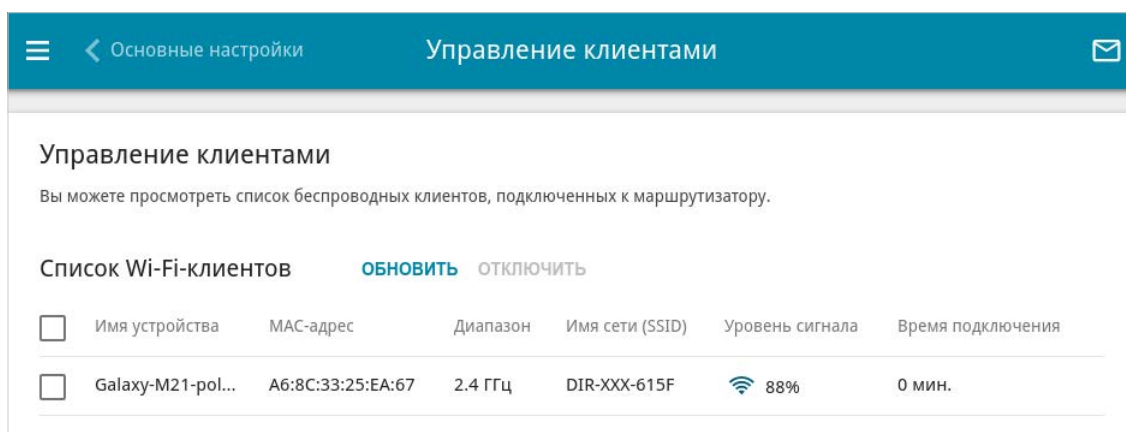 Основные настройки Управление клиентами
Управление клиентами
Вы можете просмотреть список беспроводных клиентов, подключенных к маршрутизатору.
Список Wi-Fi-клиентов ОБНОВИТЬ ОТКЛЮЧИТЬ
Имя устройства MAC-адрес Диапазон Имя сети (SSID) Уровень сигнала Время подключения
Galaxy-M21-pol... A6:8C:33:25:EA:67 2.4 ГГц DIR-XXX-615F 88% 0 мин.